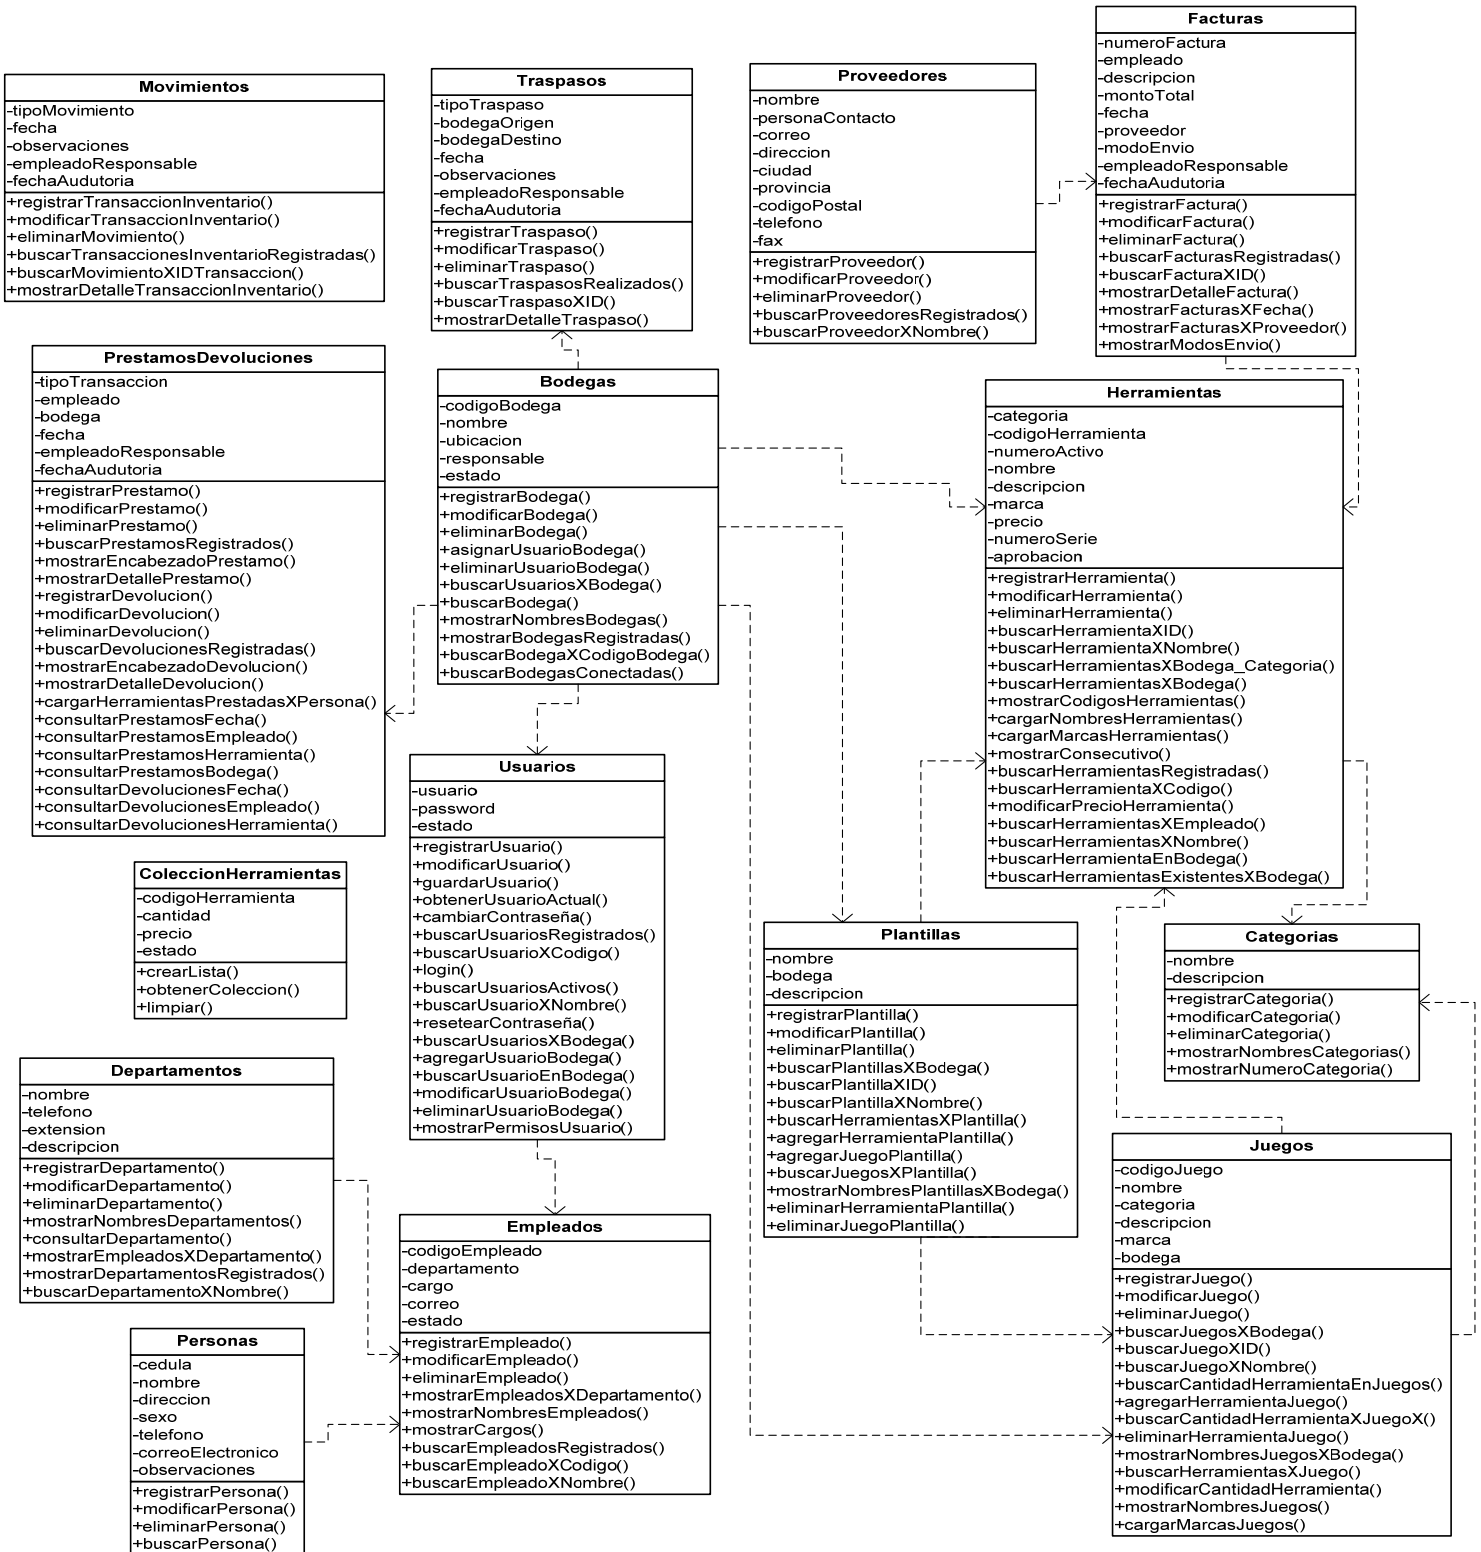 Movimientos
-tipoMovimiento
-fecha
-observaciones
-empleadoResponsable
-fechaAudutoria
+registrarTransaccionInventario()
+modificarTransaccionInventario()
+eliminarMovimiento()
+buscarTransaccionesInventarioRegistradas()
+buscarMovimientoXIDTransaccion()
+mostrarDetalleTransaccionInventario()
Traspasos
-tipoTraspaso
-bodegaOrigen
-bodegaDestino
-fecha
-observaciones
-empleadoResponsable
-fechaAudutoria
+registrarTraspaso()
+modificarTraspaso()
+eliminarTraspaso()
+buscarTraspasosRealizados()
+buscarTraspasoXID()
+mostrarDetalleTraspaso()
Proveedores
-nombre
-personaContacto
-correo
-direccion
-ciudad
-provincia
-codigoPostal
-telefono
-fax
+registrarProveedor()
+modificarProveedor()
+eliminarProveedor()
+buscarProveedoresRegistrados()
+buscarProveedorXNombre()
Facturas
-numeroFactura
-empleado
-descripcion
-montoTotal
-fecha
-proveedor
-modoEnvio
-empleadoResponsable
-fechaAudutoria
+registrarFactura()
+modificarFactura()
+eliminarFactura()
+buscarFacturasRegistradas()
+buscarFacturaXID()
+mostrarDetalleFactura()
+mostrarFacturasXFecha()
+mostrarFacturasXProveedor()
+mostrarModosEnvio()
PrestamosDevoluciones
-tipoTransaccion
-empleado
-bodega
-fecha
-empleadoResponsable
-fechaAudutoria
+registrarPrestamo()
+modificarPrestamo()
+eliminarPrestamo()
+buscarPrestamosRegistrados()
+mostrarEncabezadoPrestamo()
+mostrarDetallePrestamo()
+registrarDevolucion()
+modificarDevolucion()
+eliminarDevolucion()
+buscarDevolucionesRegistradas()
+mostrarEncabezadoDevolucion()
+mostrarDetalleDevolucion()
+cargarHerramientasPrestadasXPersona()
+consultarPrestamosFecha()
+consultarPrestamosEmpleado()
+consultarPrestamosHerramienta()
+consultarPrestamosBodega()
+consultarDevolucionesFecha()
+consultarDevolucionesEmpleado()
+consultarDevolucionesHerramienta()
Bodegas
-codigoBodega
-nombre
-ubicacion
-responsable
-estado
+registrarBodega()
+modificarBodega()
+eliminarBodega()
+asignarUsuarioBodega()
+eliminarUsuarioBodega()
+buscarUsuariosXBodega()
+buscarBodega()
+mostrarNombresBodegas()
+mostrarBodegasRegistradas()
+buscarBodegaXCodigoBodega()
+buscarBodegasConectadas()
Herramientas
-categoria
-codigoHerramienta
-numeroActivo
-nombre
-descripcion
-marca
-precio
-numeroSerie
-aprobacion
+registrarHerramienta()
+modificarHerramienta()
+eliminarHerramienta()
+buscarHerramientaXID()
+buscarHerramientaXNombre()
+buscarHerramientasXBodega_Categoria()
+buscarHerramientasXBodega()
+mostrarCodigosHerramientas()
+cargarNombresHerramientas()
+cargarMarcasHerramientas()
+mostrarConsecutivo()
+buscarHerramientasRegistradas()
+buscarHerramientaXCodigo()
+modificarPrecioHerramienta()
+buscarHerramientasXEmpleado()
+buscarHerramientasXNombre()
+buscarHerramientaEnBodega()
+buscarHerramientasExistentesXBodega()
Usuarios
-usuario
-password
-estado
+registrarUsuario()
+modificarUsuario()
+guardarUsuario()
+obtenerUsuarioActual()
+cambiarContraseña()
+buscarUsuariosRegistrados()
+buscarUsuarioXCodigo()
+login()
+buscarUsuariosActivos()
+buscarUsuarioXNombre()
+resetearContraseña()
+buscarUsuariosXBodega()
+agregarUsuarioBodega()
+buscarUsuarioEnBodega()
+modificarUsuarioBodega()
+eliminarUsuarioBodega()
+mostrarPermisosUsuario()
ColeccionHerramientas
-codigoHerramienta
-cantidad
-precio
-estado
+crearLista()
+obtenerColeccion()
+limpiar()
Plantillas
-nombre
-bodega
-descripcion
+registrarPlantilla()
+modificarPlantilla()
+eliminarPlantilla()
+buscarPlantillasXBodega()
+buscarPlantillaXID()
+buscarPlantillaXNombre()
+buscarHerramientasXPlantilla()
+agregarHerramientaPlantilla()
+agregarJuegoPlantilla()
+buscarJuegosXPlantilla()
+mostrarNombresPlantillasXBodega()
+eliminarHerramientaPlantilla()
+eliminarJuegoPlantilla()
Categorias
-nombre
-descripcion
+registrarCategoria()
+modificarCategoria()
+eliminarCategoria()
+mostrarNombresCategorias()
+mostrarNumeroCategoria()
Departamentos
-nombre
-telefono
-extension
-descripcion
+registrarDepartamento()
+modificarDepartamento()
+eliminarDepartamento()
+mostrarNombresDepartamentos()
+consultarDepartamento()
+mostrarEmpleadosXDepartamento()
+mostrarDepartamentosRegistrados()
+buscarDepartamentoXNombre()
Empleados
-codigoEmpleado
-departamento
-cargo
-correo
-estado
+registrarEmpleado()
+modificarEmpleado()
+eliminarEmpleado()
+mostrarEmpleadosXDepartamento()
+mostrarNombresEmpleados()
+mostrarCargos()
+buscarEmpleadosRegistrados()
+buscarEmpleadoXCodigo()
+buscarEmpleadoXNombre()
Juegos
-codigoJuego
-nombre
-categoria
-descripcion
-marca
-bodega
+registrarJuego()
+modificarJuego()
+eliminarJuego()
+buscarJuegosXBodega()
+buscarJuegoXID()
+buscarJuegoXNombre()
+buscarCantidadHerramientaEnJuegos()
+agregarHerramientaJuego()
+buscarCantidadHerramientaXJuegoX()
+eliminarHerramientaJuego()
+mostrarNombresJuegosXBodega()
+buscarHerramientasXJuego()
+modificarCantidadHerramienta()
+mostrarNombresJuegos()
+cargarMarcasJuegos()
Personas
-cedula
-nombre
-direccion
-sexo
-telefono
-correoElectronico
-observaciones
+registrarPersona()
+modificarPersona()
+eliminarPersona()
+buscarPersona()